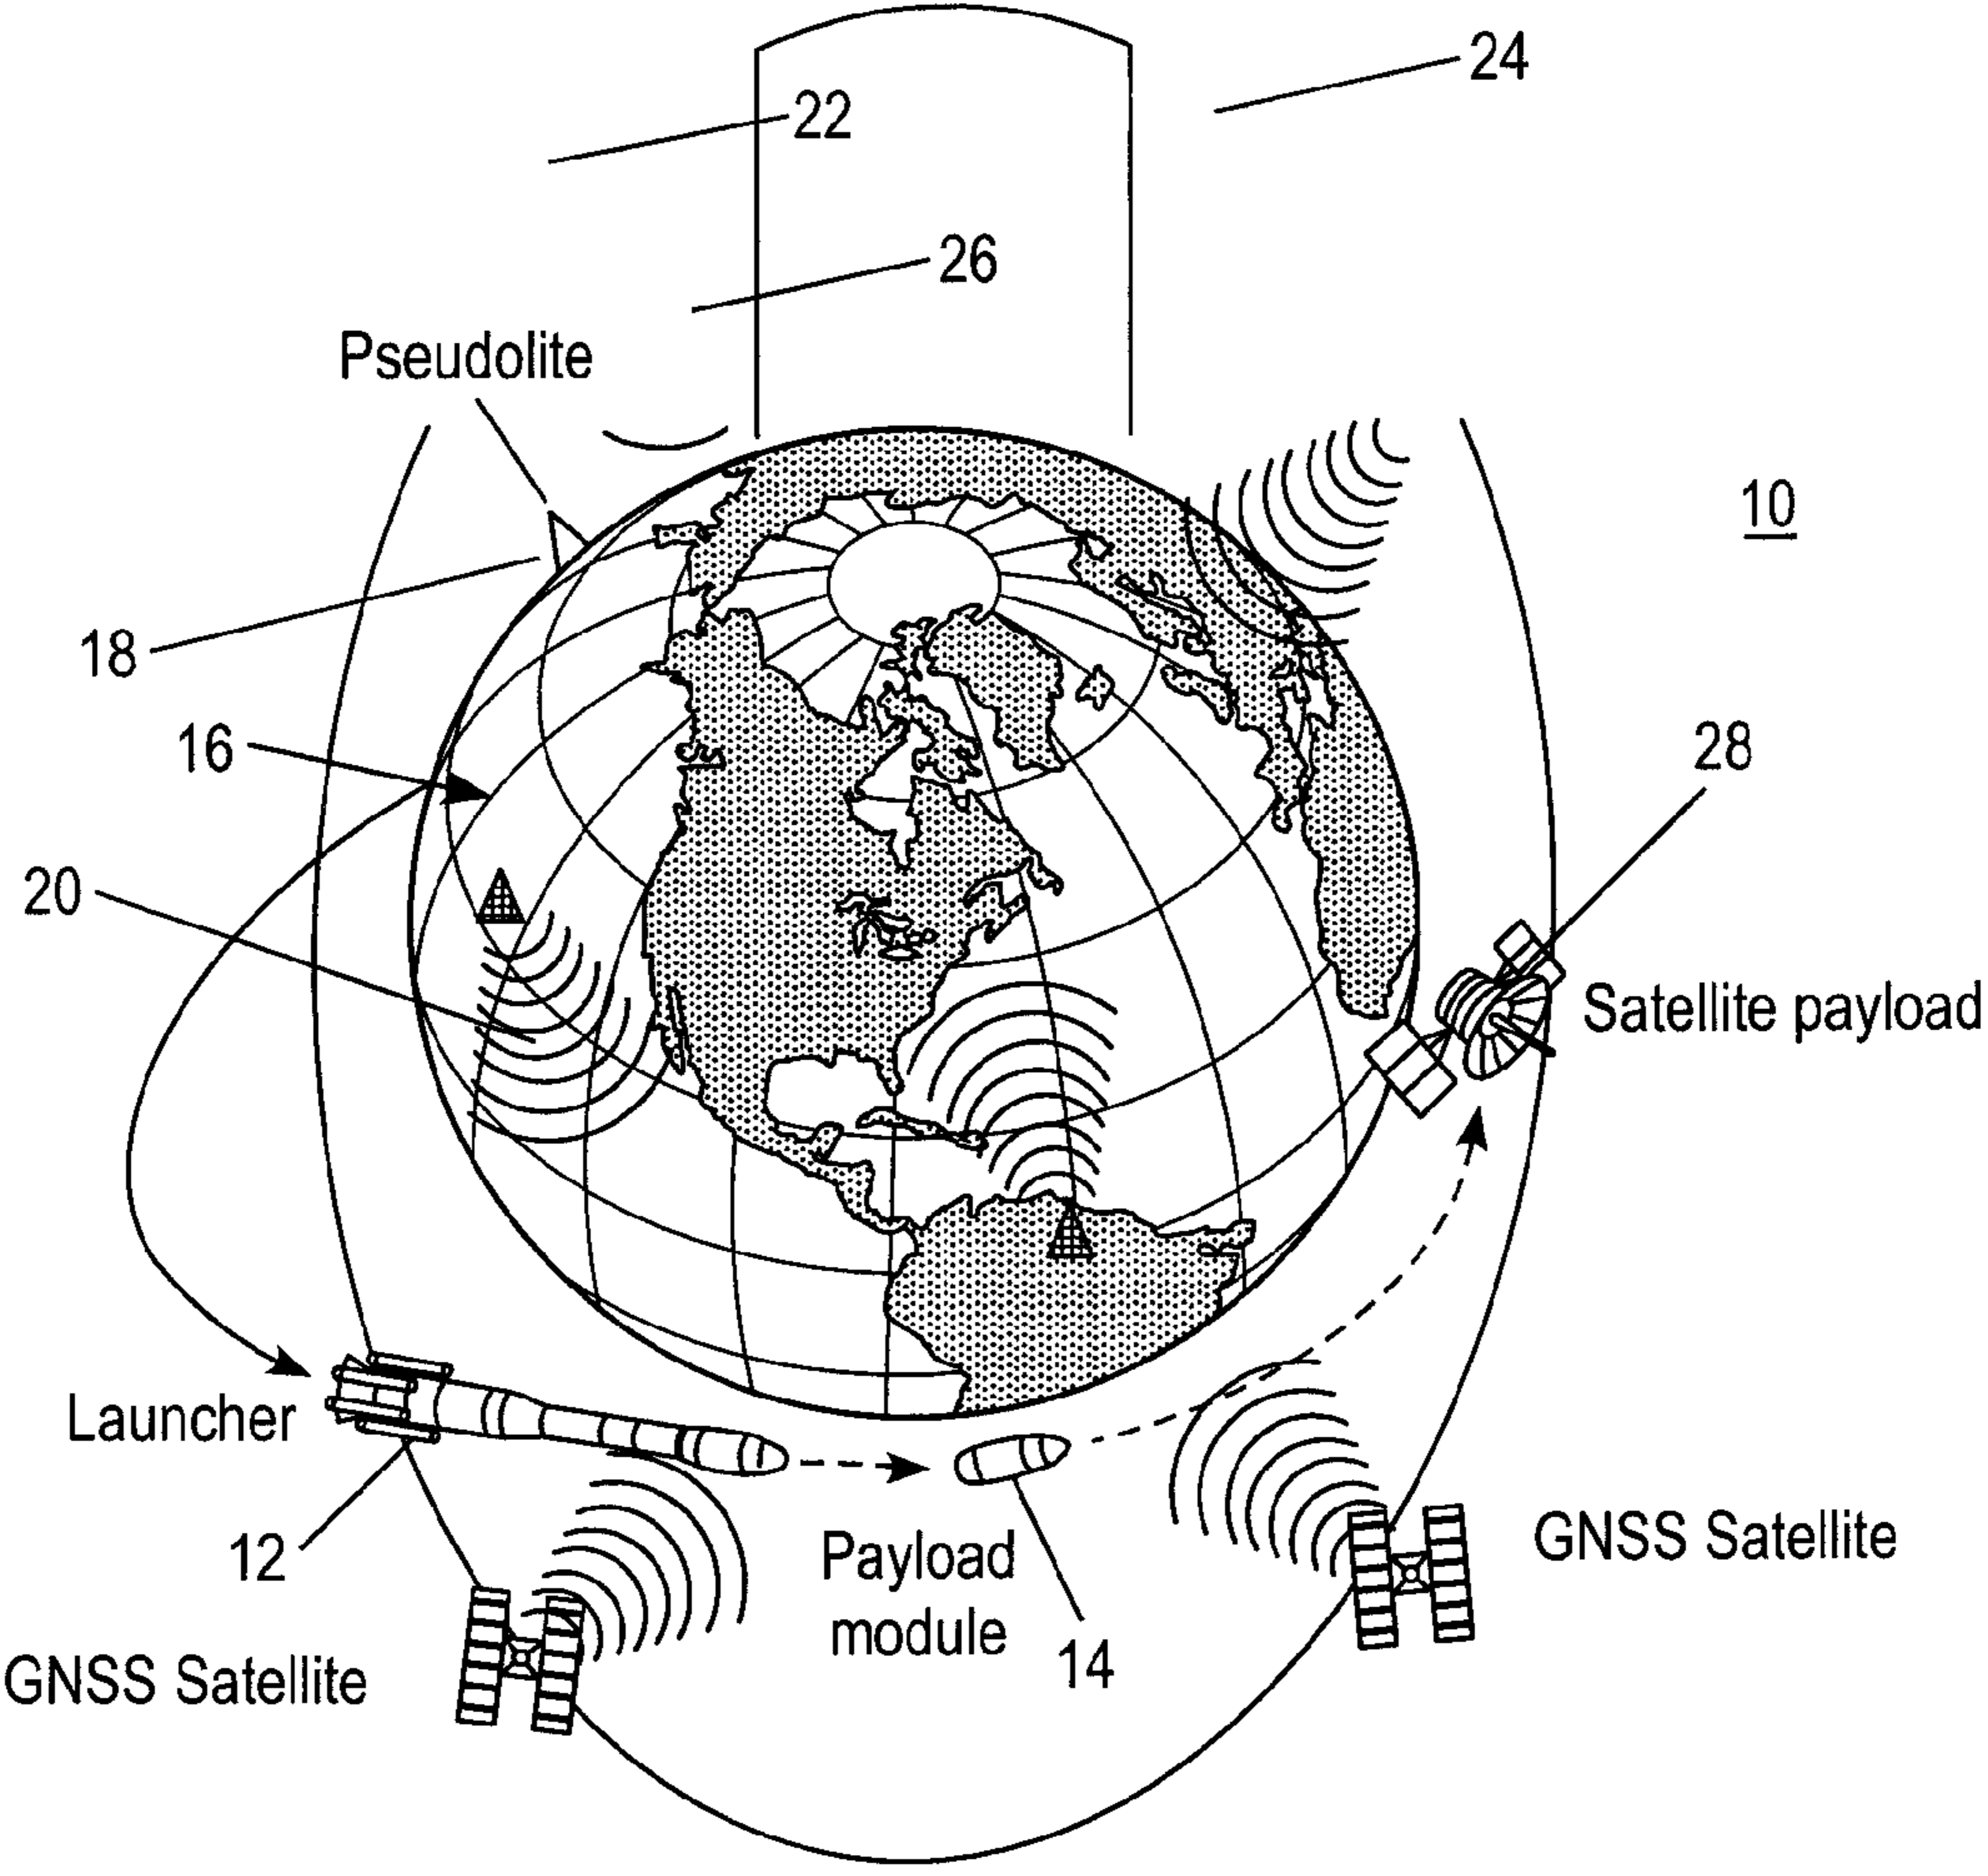 24
22
26
Pseudolite
10
18
16
28
20
Satellite payload
Launcher
12
Payload
module
GNSS Satellite
14
GNSS Satellite